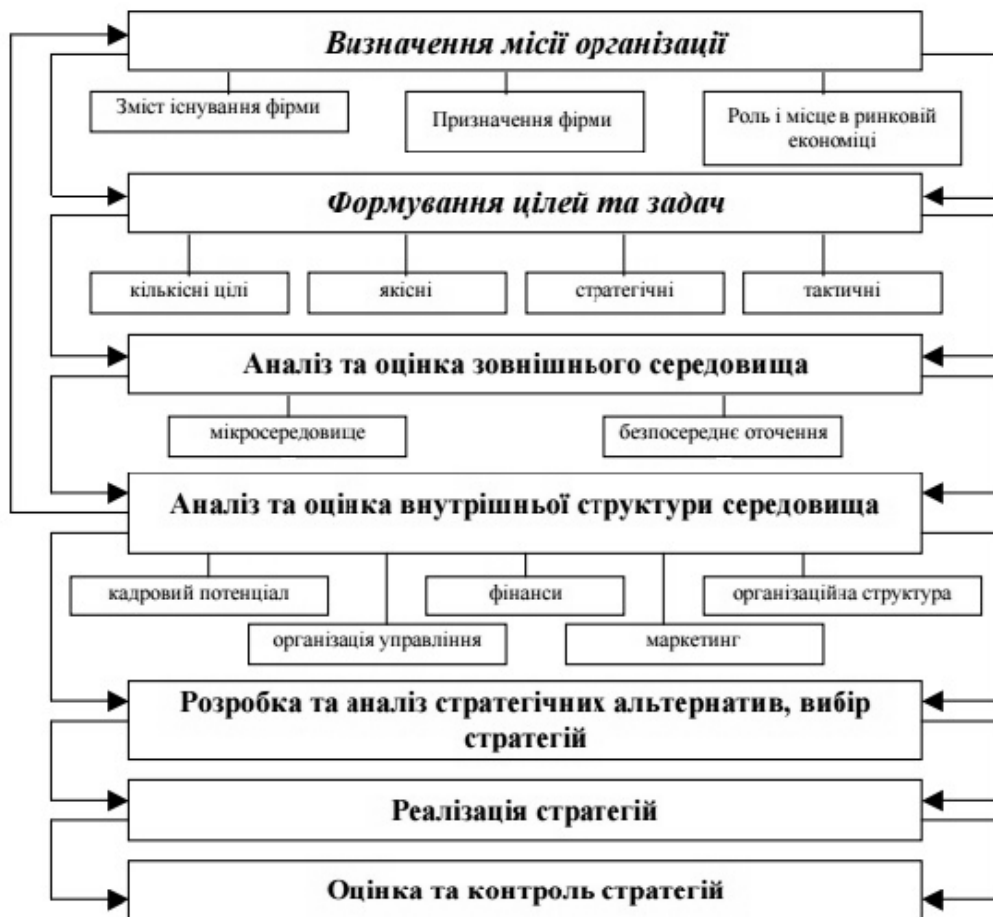 Визначення місії організації
Зміст існування фірми
Призначення фірми
Роль і місце в ринковій
економіці
Формування цілей та задач
кількісні цілі
якісні
стратегічні
тактичні
Аналіз та оцінка зовнішнього середовища
мікросередовище
безпосереднє оточення
Аналіз та оцінка внутрішньої структури середовища
кадровий потенціал
фінанси
організаційна структура
організація управління
маркетинг
Розробка та аналіз стратегічних альтернатив, вибір
стратегій
Реалізація стратегій
Оцінка та контроль стратегій